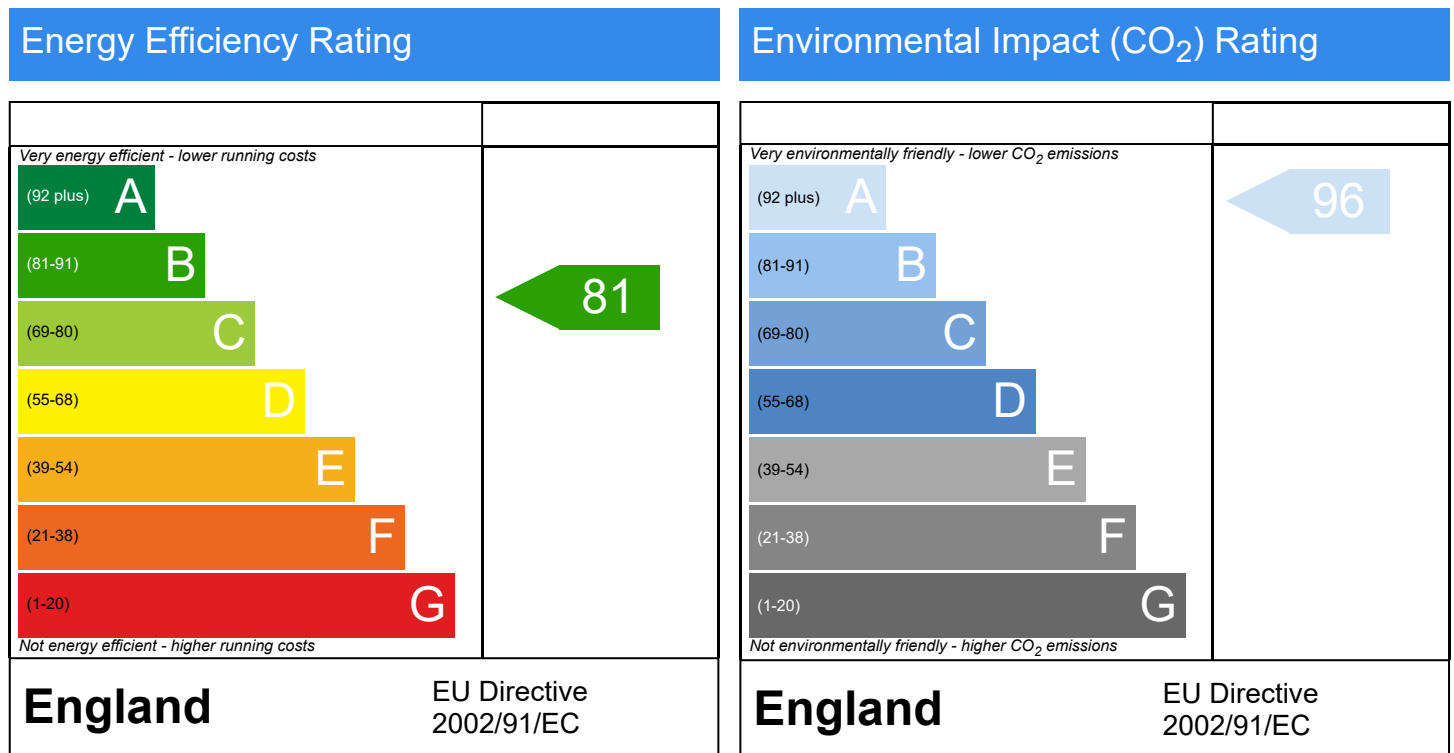 Energy Efficiency Rating
Very energy efficient - lower running costs
(92 plus) A
(81-91) B
(69-80) C
(55-68) D
(39-54) E
(21-38) F
(1-20) G
Not energy efficient - higher running costs
81
England
EU Directive
2002/91/EC
Environmental Impact (CO₂) Rating
Very environmentally friendly - lower CO₂ emissions
(92 plus) A
(81-91) B
(69-80) C
(55-68) D
(39-54) E
(21-38) F
(1-20) G
Not environmentally friendly - higher CO₂ emissions
96
England
EU Directive
2002/91/EC